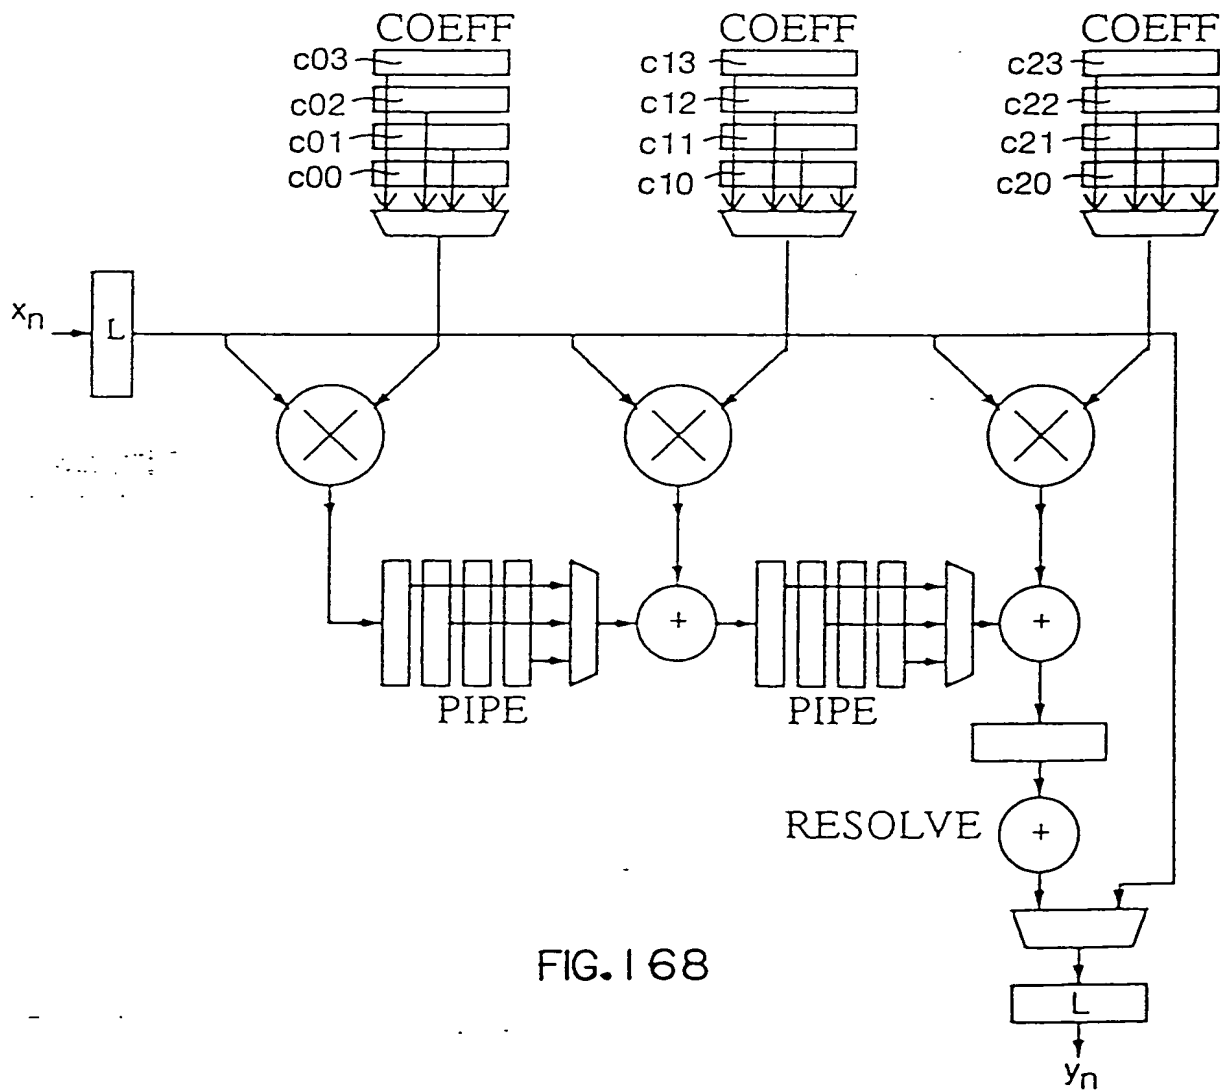 COEFF COEFF COEFF
c03 c13 c23
c02 c12 c22
c01 c11 c21
c00 c10 c20
xn
L
+ +
PIPE PIPE
RESOLVE +
FIG.168
L
yn